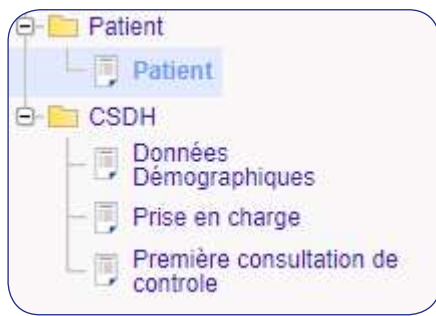 Patient
Patient
CSDH
Données
Démographiques
Prise en charge
Première consultation de
controle